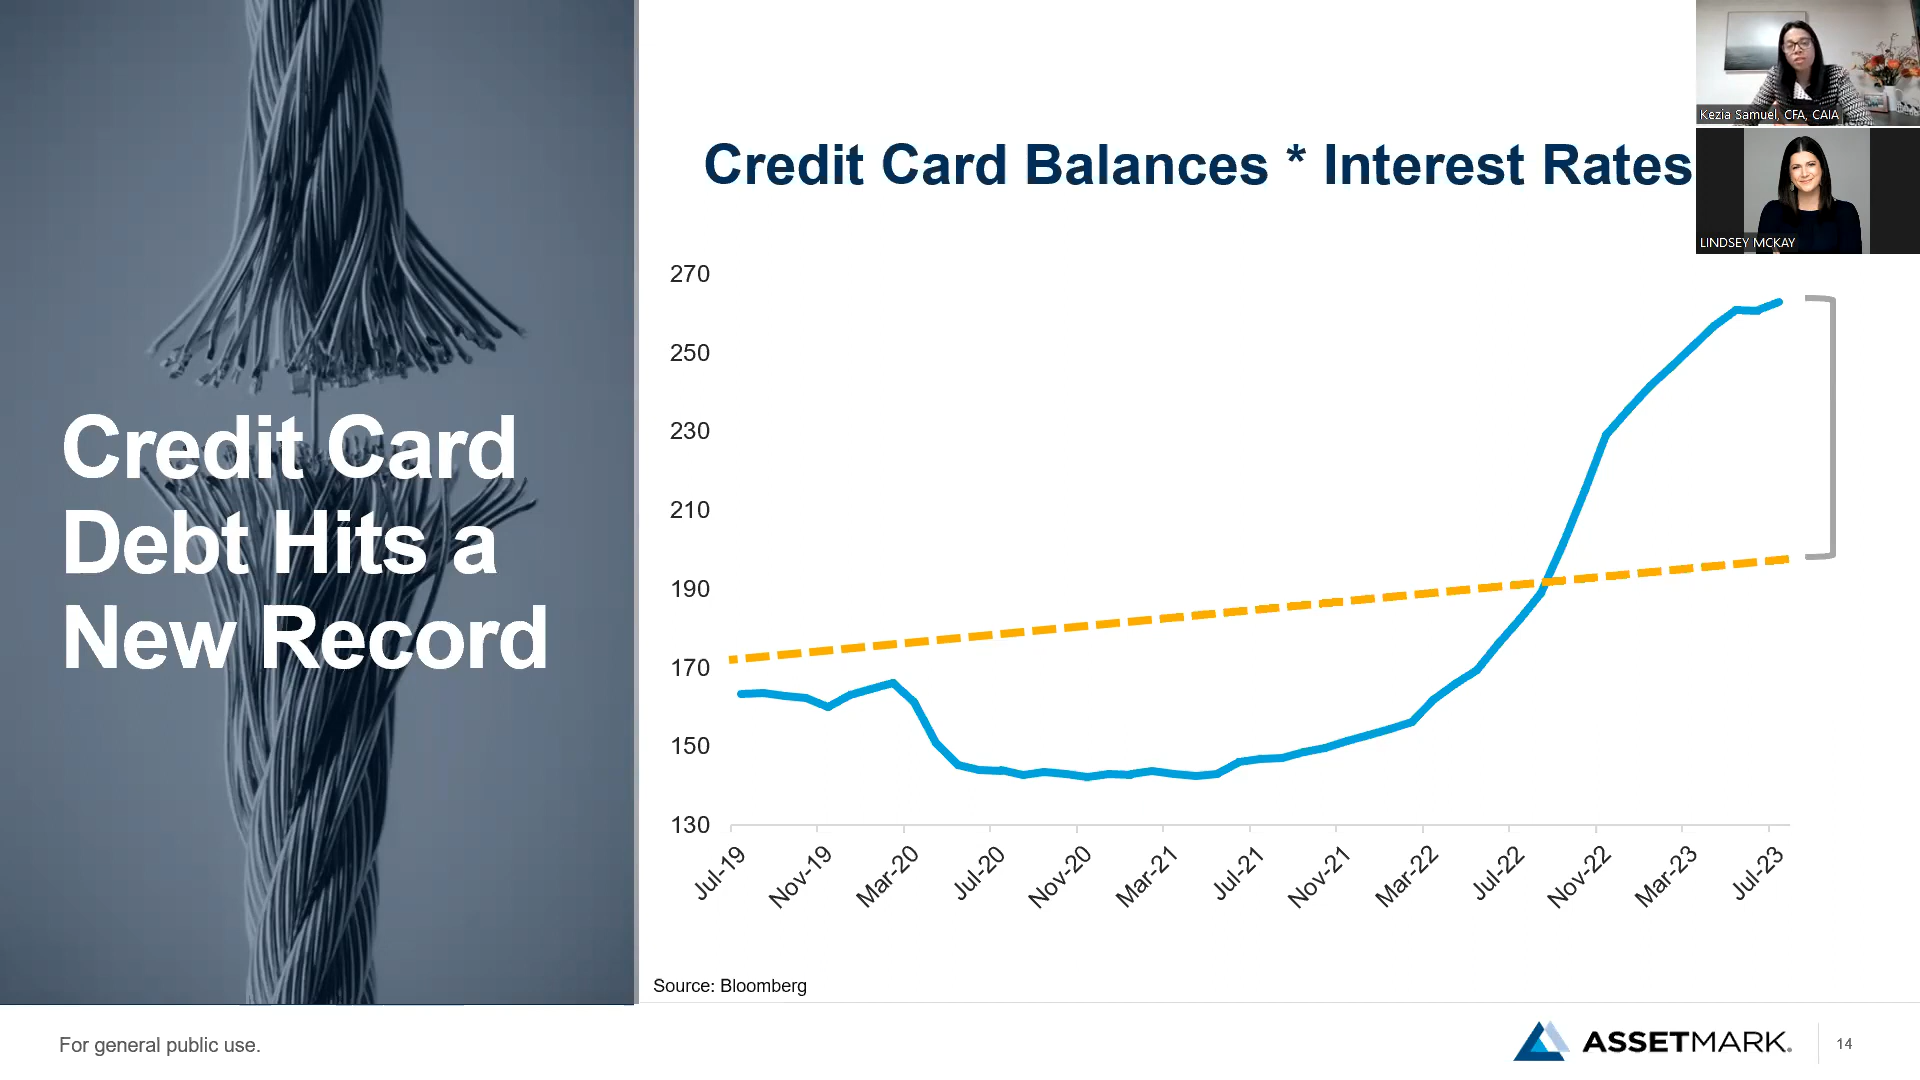 Credit Card
Debt Hits a
New Record
Credit Card Balances * Interest Rates
Kezia Samuel, CFA, CAIA
LINDSEY MCKAY
270
250
230
210
190
170
150
130
Jul-19
Nov-19
Mar-20
Jul-20
Nov-20
Mar-21
Jul-21
Nov-21
Mar-22
Jul-22
Nov-22
Mar-23
Jul-23
Source: Bloomberg
For general public use.
ASSETMARK.
14